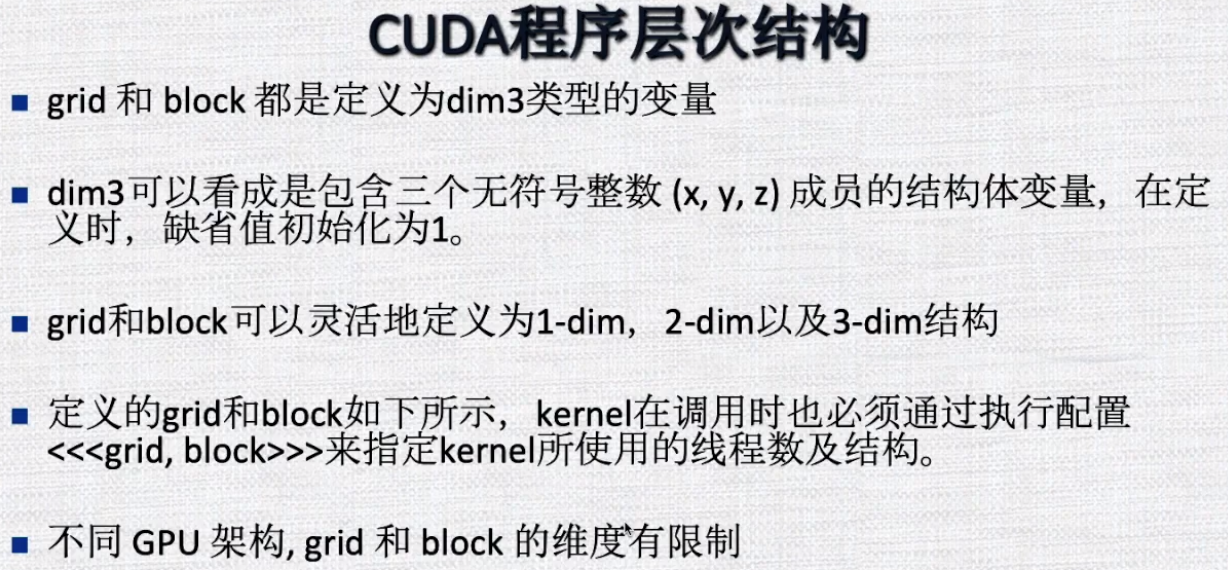 CUDA程序层次结构
grid 和 block 都是定义为dim3类型的变量
dim3可以看成是包含三个无符号整数 (x, y, z) 成员的结构体变量，在定
义时，缺省值初始化为1。
grid和block可以灵活地定义为1-dim，2-dim以及3-dim结构
定义的grid和block如下所示，kernel在调用时也必须通过执行配置
<<<grid, block>>>来指定kernel所使用的线程数及结构。
不同 GPU 架构, grid 和 block 的维度有限制